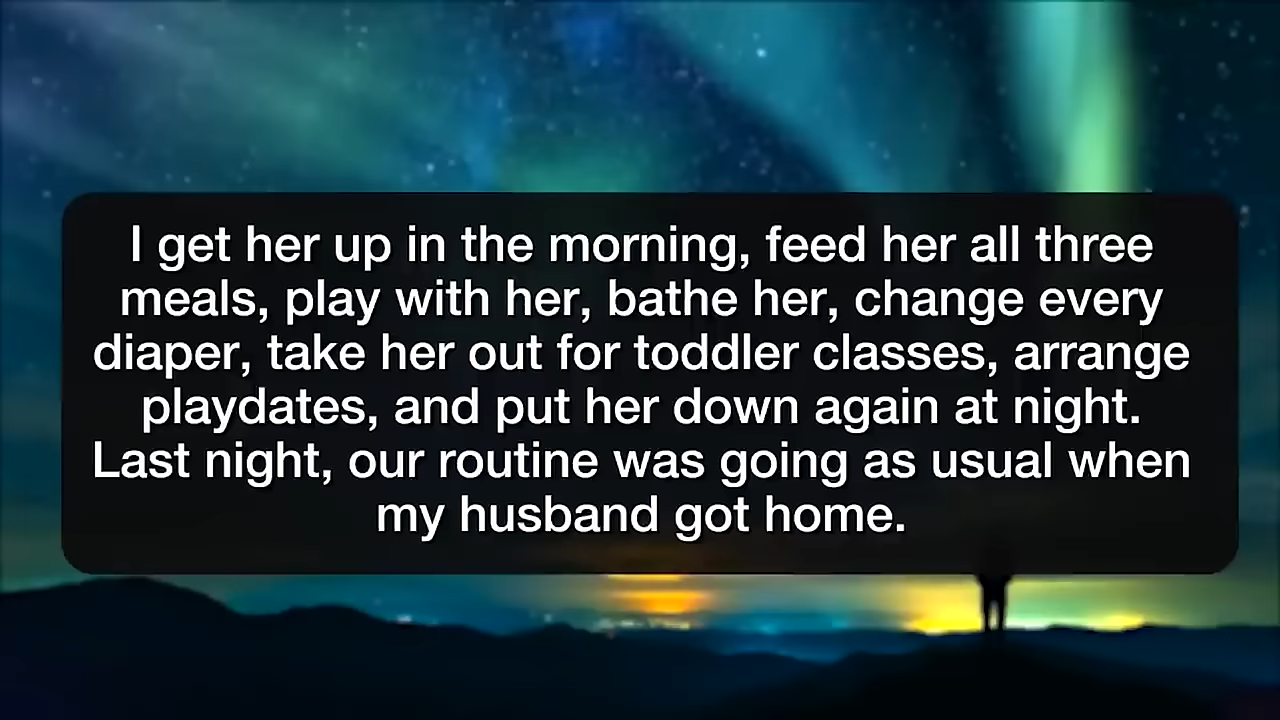 I get her up in the morning, feed her all three
meals, play with her, bathe her, change every
diaper, take her out for toddler classes, arrange
playdates, and put her down again at night.
Last night, our routine was going as usual when
my husband got home.